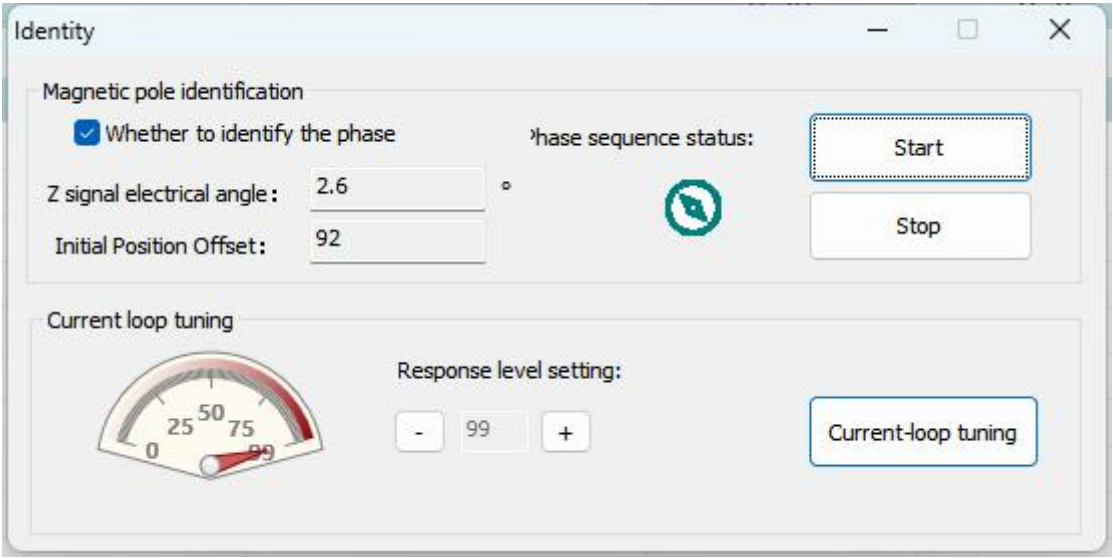 Identity
Magnetic pole identification
Whether to identify the phase
Phase sequence status:
Start
Z signal electrical angle:
2.6
°
Stop
Initial Position Offset:
92
Current loop tuning
Response level setting:
0 25 50 75 99
- 99 +
Current-loop tuning